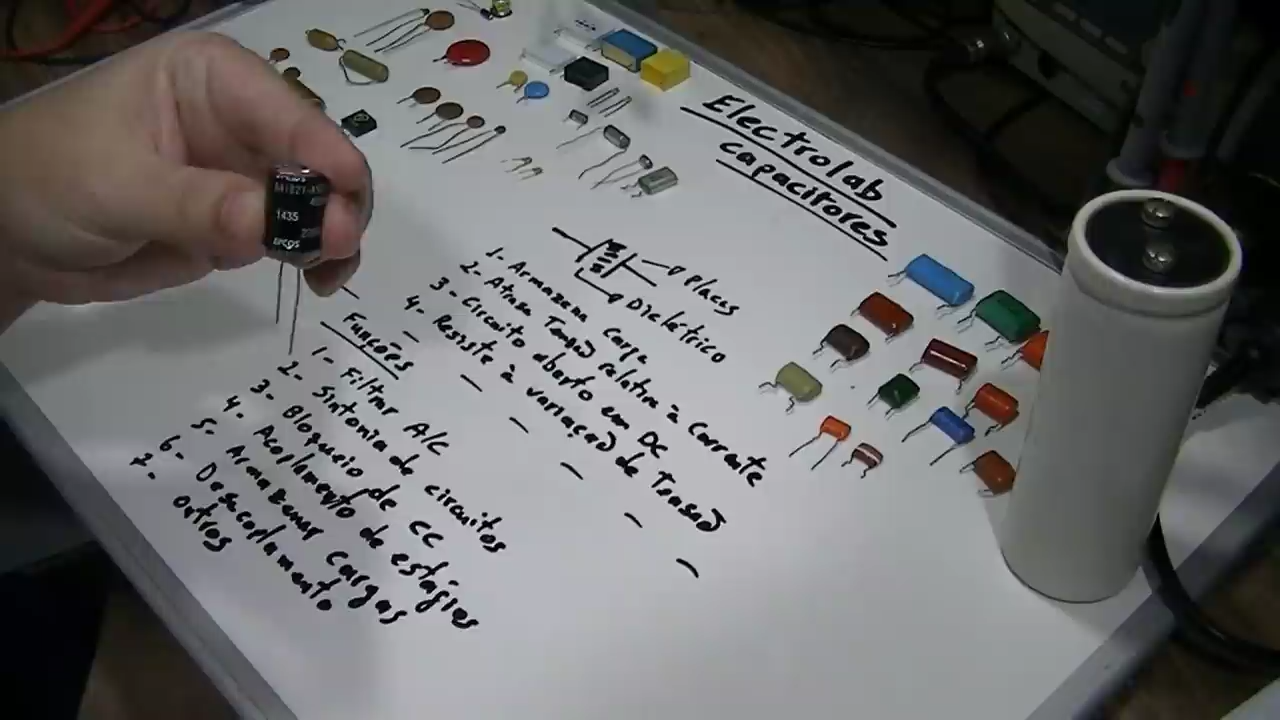 Electrolab
capacitores
Placas
Dielétrico
1- Armazena Carga
2- Atrasa Tensão relativa à Corrente
3- Circuito aberto em DC
4- Resiste à variação de Tensão
Funções
1- Filtrar A/C
2- Sintonia de circuitos
3- Bloqueio de CC
4- Acoplamento de estágios
5- Armazenar cargas
6- Desacoplamento
7- outros
EPCOS
1435
EPCOS